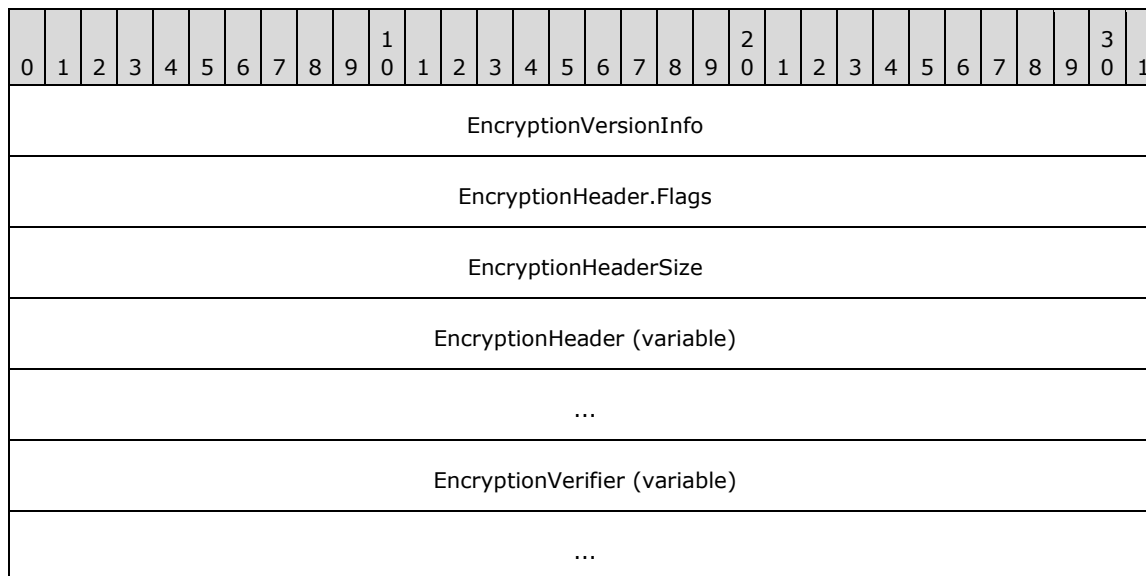 1 2 3
0 1 2 3 4 5 6 7 8 9 0 1 2 3 4 5 6 7 8 9 0 1 2 3 4 5 6 7 8 9 0 1
EncryptionVersionInfo
EncryptionHeader.Flags
EncryptionHeaderSize
EncryptionHeader (variable)
...
EncryptionVerifier (variable)
...